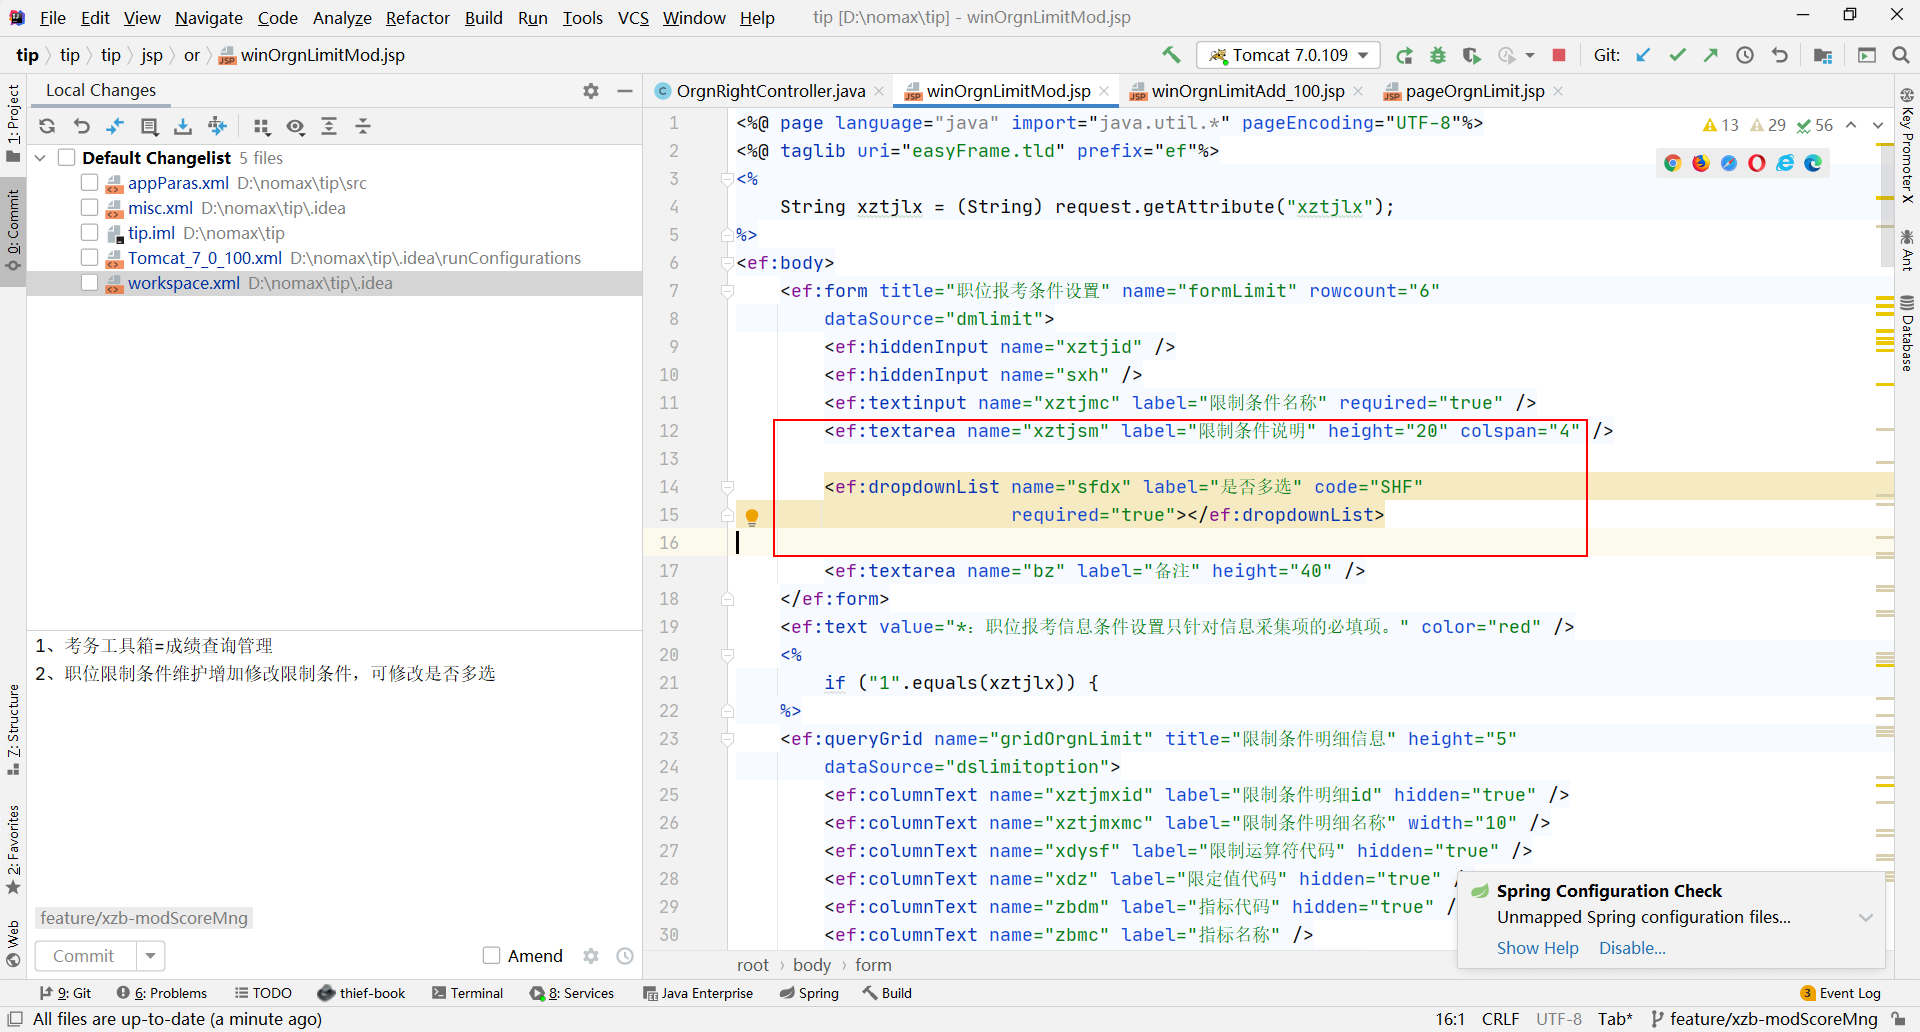 File Edit View Navigate Code Analyze Refactor Build Run Tools VCS Window Help tip [D:\nomax\tip] - winOrgnLimitMod.jsp
tip tip tip jsp or winOrgnLimitMod.jsp
Tomcat 7.0.109
Git:
1: Project
0: Commit
7: Structure
2: Favorites
Web
Local Changes
Default Changelist 5 files
appParas.xml D:\nomax\tip\src
misc.xml D:\nomax\tip\.idea
tip.iml D:\nomax\tip
Tomcat_7_0_100.xml D:\nomax\tip\.idea\runConfigurations
workspace.xml D:\nomax\tip\.idea
1、考务工具箱=成绩查询管理
2、职位限制条件维护增加修改限制条件，可修改是否多选
feature/xzb-modScoreMng
Commit
Amend
OrgnRightController.java winOrgnLimitMod.jsp winOrgnLimitAdd_100.jsp pageOrgnLimit.jsp
13 29 56
1 <%@ page language="java" import="java.util.*" pageEncoding="UTF-8"%>
2 <%@ taglib uri="easyFrame.tld" prefix="ef"%>
3 <%
4 String xztjlx = (String) request.getAttribute("xztjlx");
5 %>
6 <ef:body>
7 <ef:form title="职位报考条件设置" name="formLimit" rowcount="6"
8 dataSource="dmlimit">
9 <ef:hiddenInput name="xztjid" />
10 <ef:hiddenInput name="sxh" />
11 <ef:textinput name="xztjmc" label="限制条件名称" required="true" />
12 <ef:textarea name="xztjsm" label="限制条件说明" height="20" colspan="4" />
13
14 <ef:dropdownList name="sfdx" label="是否多选" code="SHF"
15 required="true"></ef:dropdownList>
16
17 <ef:textarea name="bz" label="备注" height="40" />
18 </ef:form>
19 <ef:text value="*: 职位报考信息条件设置只针对信息采集项的必填项。" color="red" />
20 <%
21 if ("1".equals(xztjlx)) {
22 %>
23 <ef:queryGrid name="gridOrgnLimit" title="限制条件明细信息" height="5"
24 dataSource="dslimitoption">
25 <ef:columnText name="xztjmxid" label="限制条件明细id" hidden="true" />
26 <ef:columnText name="xztjmxmc" label="限制条件明细名称" width="10" />
27 <ef:columnText name="xdysf" label="限制运算符代码" hidden="true" />
28 <ef:columnText name="xdz" label="限定值代码" hidden="true" /
29 <ef:columnText name="zbdm" label="指标代码" hidden="true" /
30 <ef:columnText name="zbmc" label="指标名称" />
root body form
Key Promoter X
Ant
Database
Spring Configuration Check
Unmapped Spring configuration files...
Show Help Disable...
9: Git 6: Problems TODO thief-book Terminal 8: Services Java Enterprise Spring Build 3 Event Log
All files are up-to-date (a minute ago) 16:1 CRLF UTF-8 Tab* feature/xzb-modScoreMng